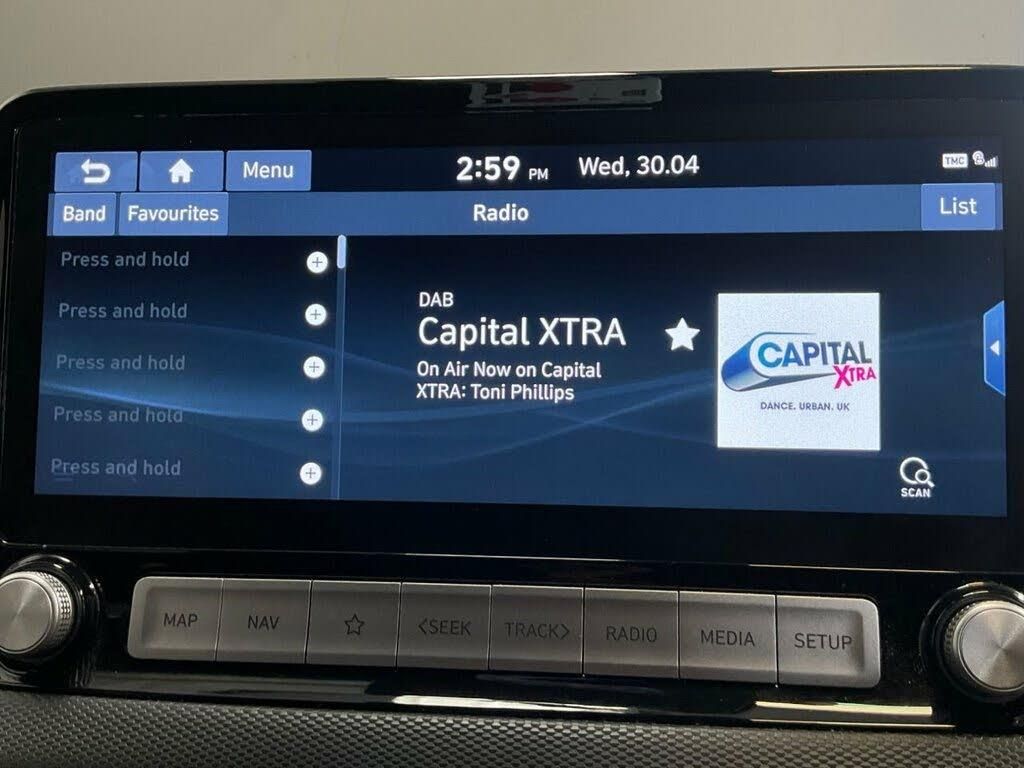 Menu
2:59 PM Wed, 30.04
TMC
Band
Favourites
Radio
List
Press and hold
Press and hold
Press and hold
Press and hold
Press and hold
DAB
Capital XTRA
On Air Now on Capital
XTRA: Toni Phillips
CAPITAL
XTRA
DANCE. URBAN. UK
SCAN
MAP
NAV
<SEEK
TRACK>
RADIO
MEDIA
SETUP